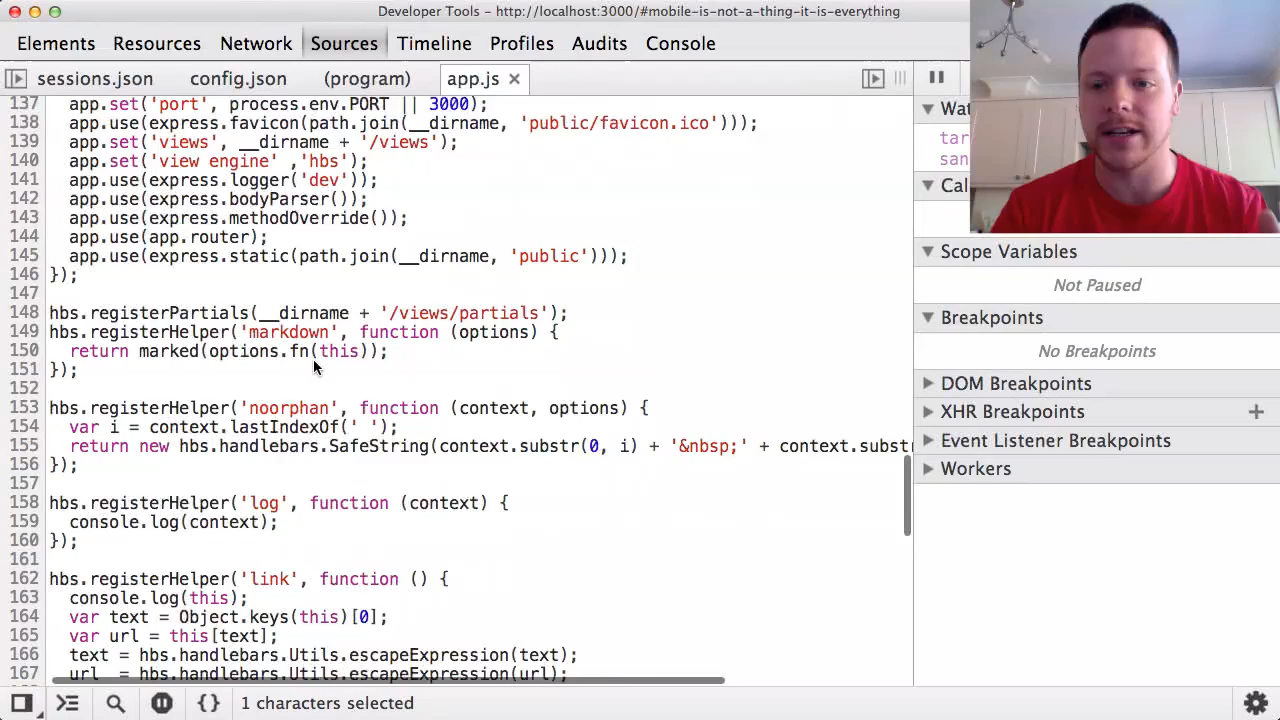 Developer Tools - http://localhost:3000/#mobile-is-not-a-thing-it-is-everything
Elements Resources Network Sources Timeline Profiles Audits Console
sessions.json config.json (program) app.js
137 app.set('port', process.env.PORT || 3000);
138 app.use(express.favicon(path.join(__dirname, 'public/favicon.ico')));
139 app.set('views', __dirname + '/views');
140 app.set('view engine' ,'hbs');
141 app.use(express.logger('dev'));
142 app.use(express.bodyParser());
143 app.use(express.methodOverride());
144 app.use(app.router);
145 app.use(express.static(path.join(__dirname, 'public')));
146 });
147
148 hbs.registerPartials(__dirname + '/views/partials');
149 hbs.registerHelper('markdown', function (options) {
150 return marked(options.fn(this));
151 });
152
153 hbs.registerHelper('noorphan', function (context, options) {
154 var i = context.lastIndexOf(' ');
155 return new hbs.handlebars.SafeString(context.substr(0, i) + '&nbsp;' + context.substr
156 });
157
158 hbs.registerHelper('log', function (context) {
159 console.log(context);
160 });
161
162 hbs.registerHelper('link', function () {
163 console.log(this);
164 var text = Object.keys(this)[0];
165 var url = this[text];
166 text = hbs.handlebars.Utils.escapeExpression(text);
167 url = hbs.handlebars.Utils.escapeExpression(url);
Wat
tar
san
Cal
Scope Variables
Not Paused
Breakpoints
No Breakpoints
DOM Breakpoints
XHR Breakpoints
Event Listener Breakpoints
Workers
1 characters selected